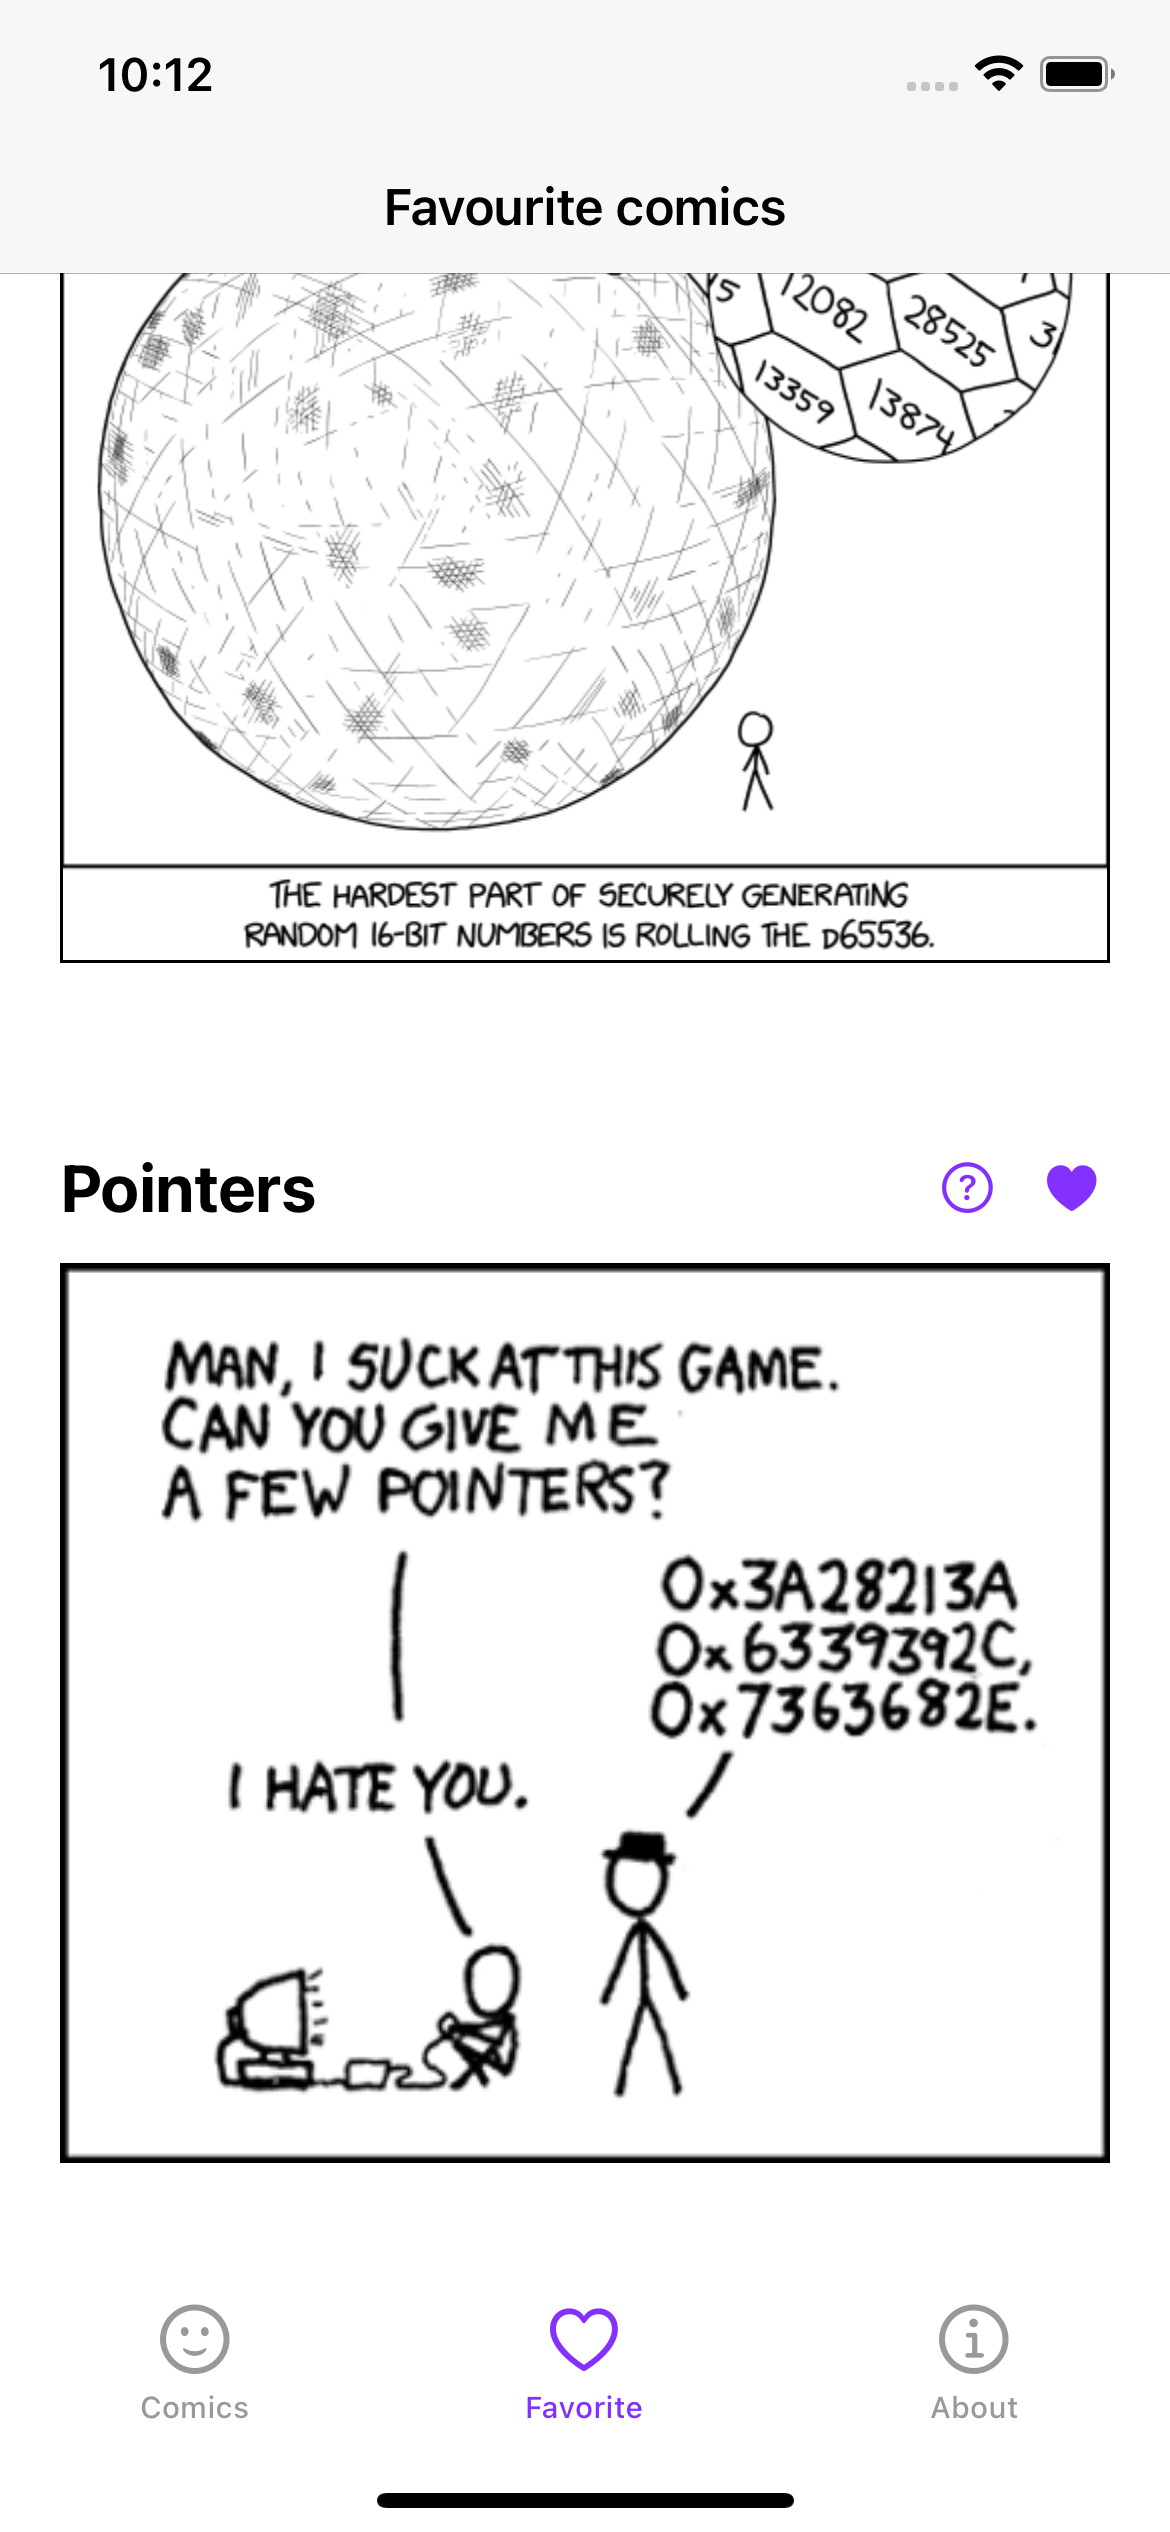 10:12
Favourite comics
12082
28525
13359
13874
THE HARDEST PART OF SECURELY GENERATING
RANDOM 16-BIT NUMBERS IS ROLLING THE D65536.
Pointers
?
MAN, I SUCK AT THIS GAME.
CAN YOU GIVE ME
A FEW POINTERS?
0x3A28213A
0x6339392C,
0x7363682E.
I HATE YOU.
Comics
Favorite
About